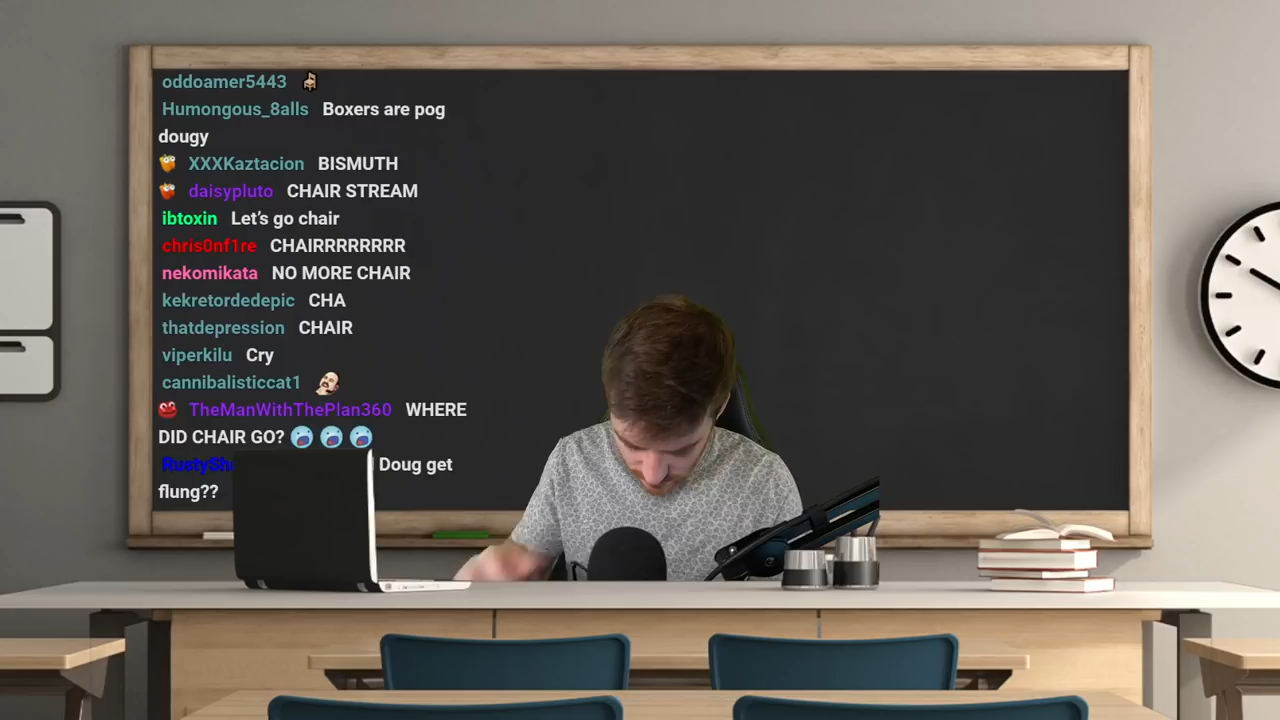 oddoamer5443
Humongous_8alls Boxers are pog
dougy
XXXKaztacion BISMUTH
daisypluto CHAIR STREAM
ibtoxin Let's go chair
chris0nf1re CHAIRRRRRRRR
nekomikata NO MORE CHAIR
kekretordedepic CHA
thatdepression CHAIR
viperkilu Cry
cannibalisticcat1
TheManWithThePlan360 WHERE
DID CHAIR GO?
Doug get
flung??